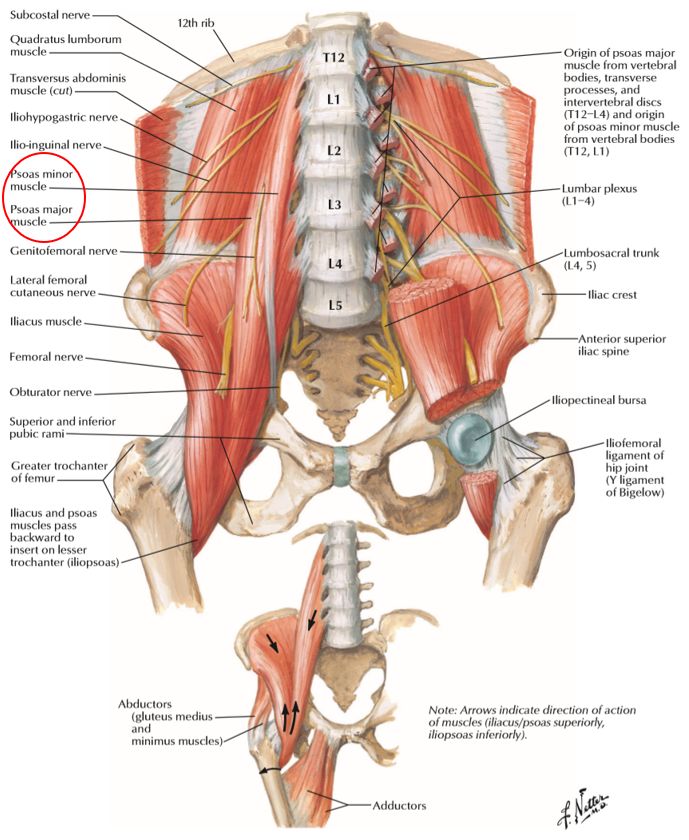 Subcostal nerve
12th rib
Quadratus lumborum
muscle
Transversus abdominis
muscle (cut)
Iliohypogastric nerve
Ilio-inguinal nerve
Psoas minor
muscle
Psoas major
muscle
Genitofemoral nerve
Lateral femoral
cutaneous nerve
Iliacus muscle
Femoral nerve
Obturator nerve
Superior and inferior
pubic rami
Greater trochanter
of femur
Iliacus and psoas
muscles pass
backward to
insert on lesser
trochanter (iliopsoas)
T12
L1
L2
L3
L4
L5
Origin of psoas major
muscle from vertebral
bodies, transverse
processes, and
intervertebral discs
(T12–L4) and origin
of psoas minor muscle
from vertebral bodies
(T12, L1)
Lumbar plexus
(L1–4)
Lumbosacral trunk
(L4, 5)
Iliac crest
Anterior superior
iliac spine
Iliopectineal bursa
Iliofemoral
ligament of
hip joint
(Y ligament
of Bigelow)
Abductors
(gluteus medius
and
minimus muscles)
Adductors
Note: Arrows indicate direction of action
of muscles (iliacus/psoas superiorly,
iliopsoas inferiorly).
F. Netter
M.D.